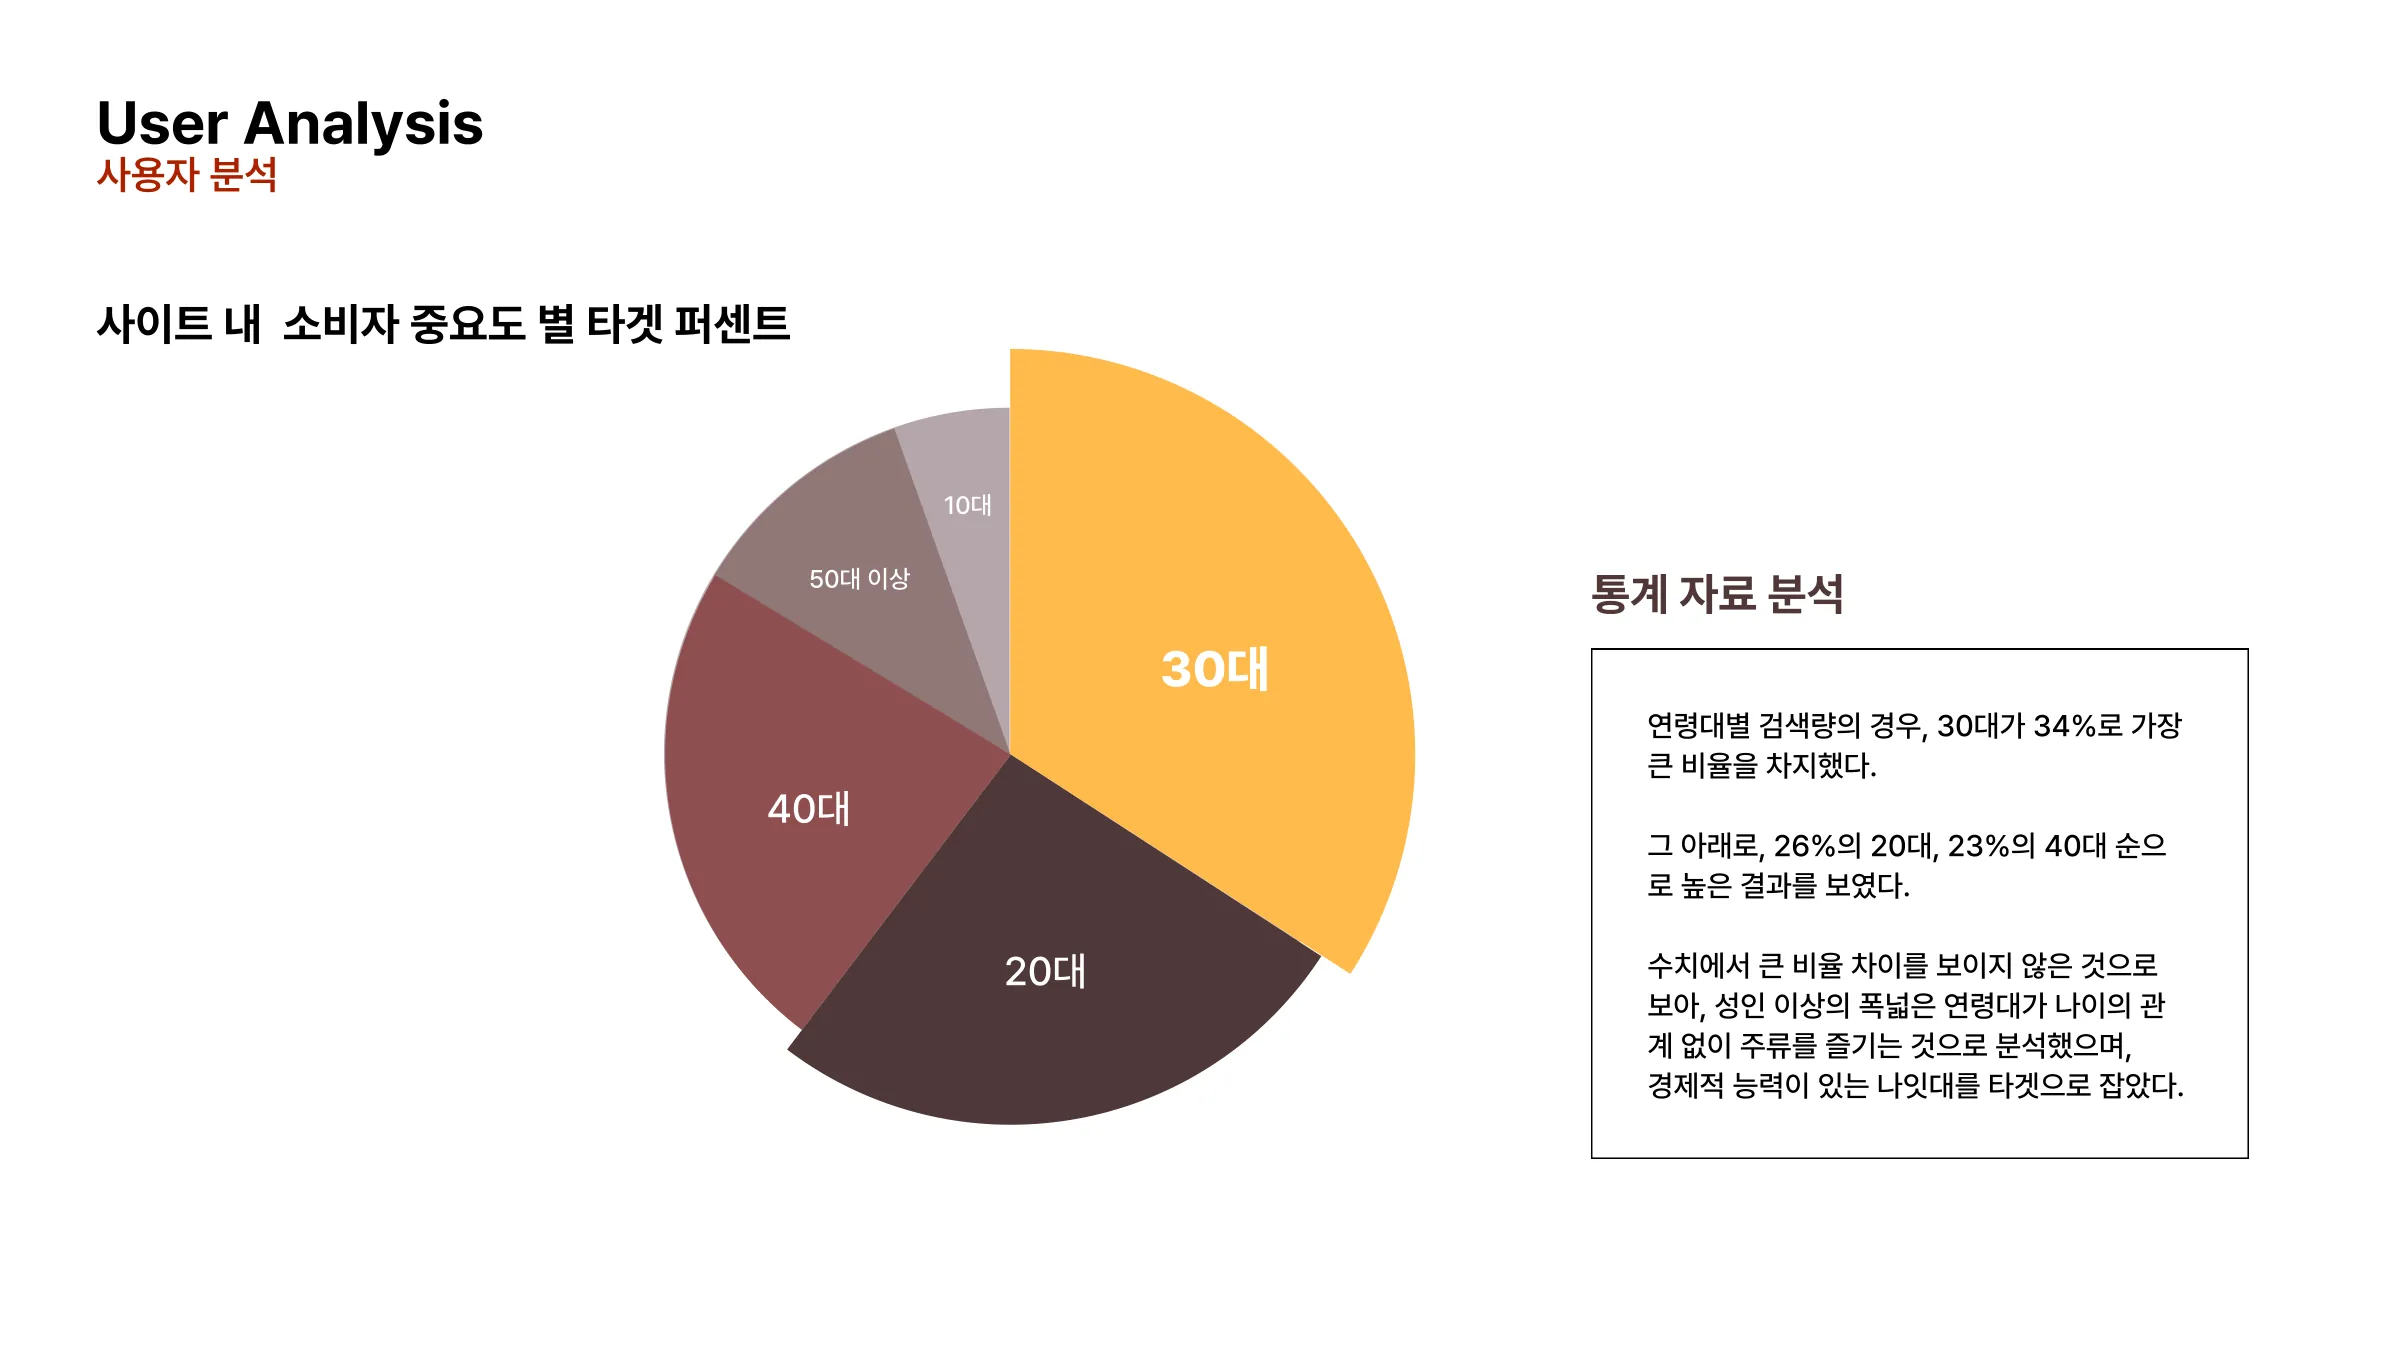 User Analysis
사용자 분석
사이트 내  소비자 중요도 별 타겟 퍼센트
10대
50대 이상
30대
40대
20대
통계 자료 분석
연령대별 검색량의 경우, 30대가 34%로 가장
큰 비율을 차지했다.
그 아래로, 26%의 20대, 23%의 40대 순으
로 높은 결과를 보였다.
수치에서 큰 비율 차이를 보이지 않은 것으로
보아, 성인 이상의 폭넓은 연령대가 나이의 관
계 없이 주류를 즐기는 것으로 분석했으며,
경제적 능력이 있는 나잇대를 타겟으로 잡았다.